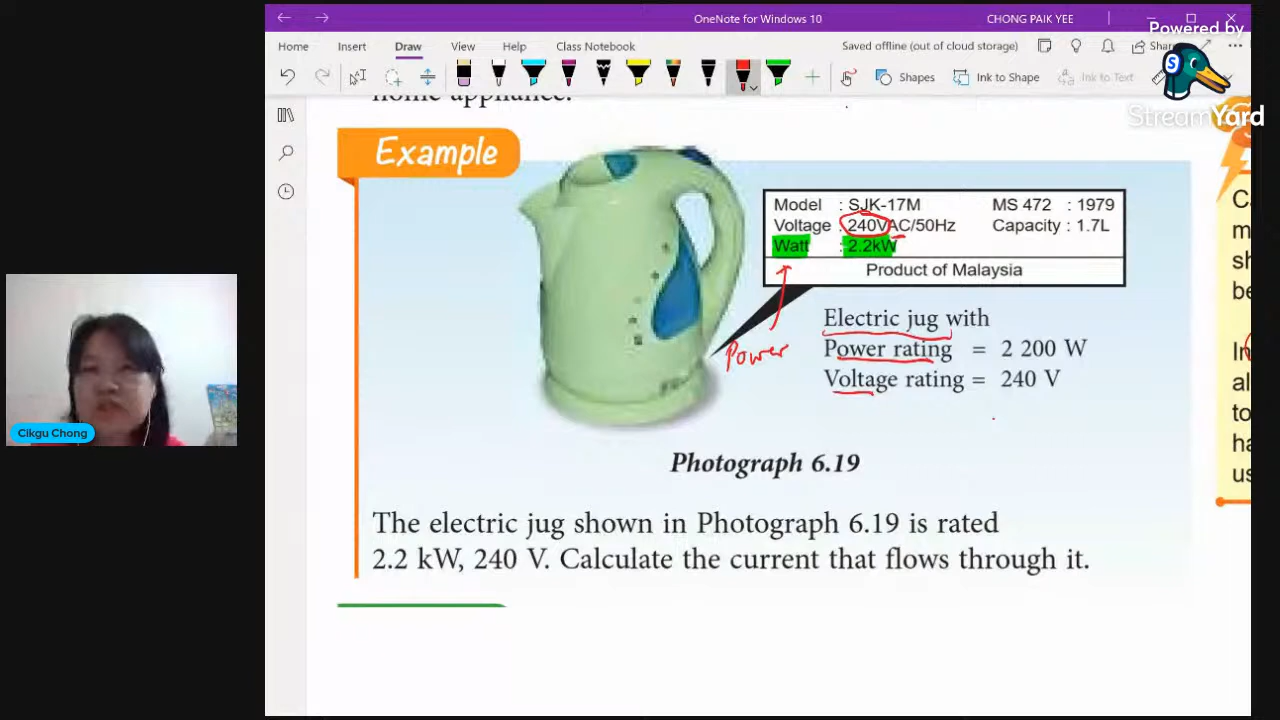 OneNote for Windows 10
CHONG PAIK YEE
Powered by
StreamYard
Home Insert Draw View Help Class Notebook
Saved offline (out of cloud storage)
Shapes Ink to Shape Ink to Text
home appliance.
Example
Model : SJK-17M MS 472 : 1979
Voltage : 240VAC/50Hz Capacity : 1.7L
Watt : 2.2kW
Product of Malaysia
Power
Electric jug with
Power rating = 2 200 W
Voltage rating = 240 V
Photograph 6.19
The electric jug shown in Photograph 6.19 is rated
2.2 kW, 240 V. Calculate the current that flows through it.
Cikgu Chong